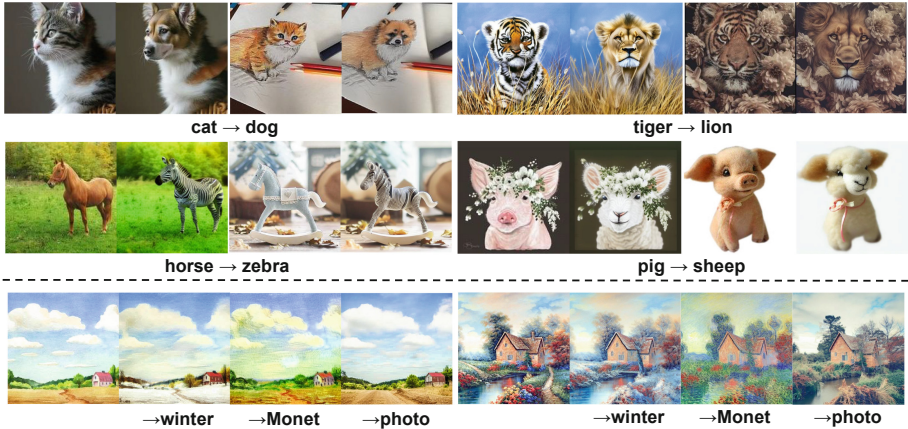 cat → dog
tiger → lion
horse → zebra
pig → sheep
→winter →Monet →photo
→winter →Monet →photo